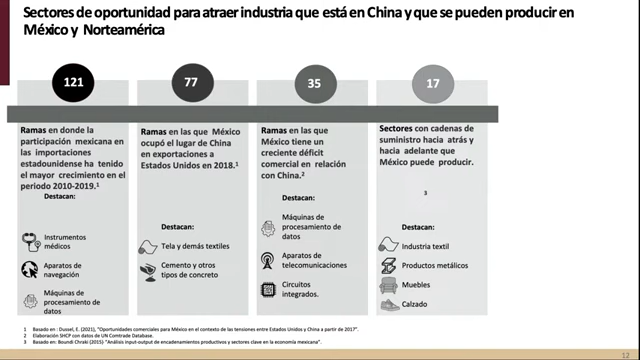 Sectores de oportunidad para atraer industria que está en China y que se pueden producir en
México y Norteamérica
121
Ramas en donde la
participación mexicana en
las importaciones
estadounidense ha tenido
el mayor crecimiento en el
periodo 2010-2019.¹
Destacan:
Instrumentos
médicos
Aparatos de
navegación
Máquinas de
procesamiento de
datos
77
Ramas en las que México
ocupó el lugar de China
en exportaciones a
Estados Unidos en 2018.¹
Destacan:
Tela y demás textiles
Cemento y otros
tipos de concreto
35
Ramas en las que
México tiene un
creciente déficit
comercial en relación
con China.²
Destacan:
Máquinas de
procesamiento de
datos
Aparatos de
telecomunicaciones
Circuitos
integrados.
17
Sectores con cadenas de
suministro hacia atrás y
hacia adelante que
México puede producir.
3
Destacan:
Industria textil
Productos metálicos
Muebles
Calzado
1 Basado en : Dussel, E. (2021), "Oportunidades comerciales para México en el contexto de las tensiones entre Estados Unidos y China a partir de 2017".
2 Elaboración SHCP con datos de UN Comtrade Database.
3 Basado en: Boundi Chraki (2015) "Análisis input-output de encadenamientos productivos y sectores clave en la economía mexicana".
12